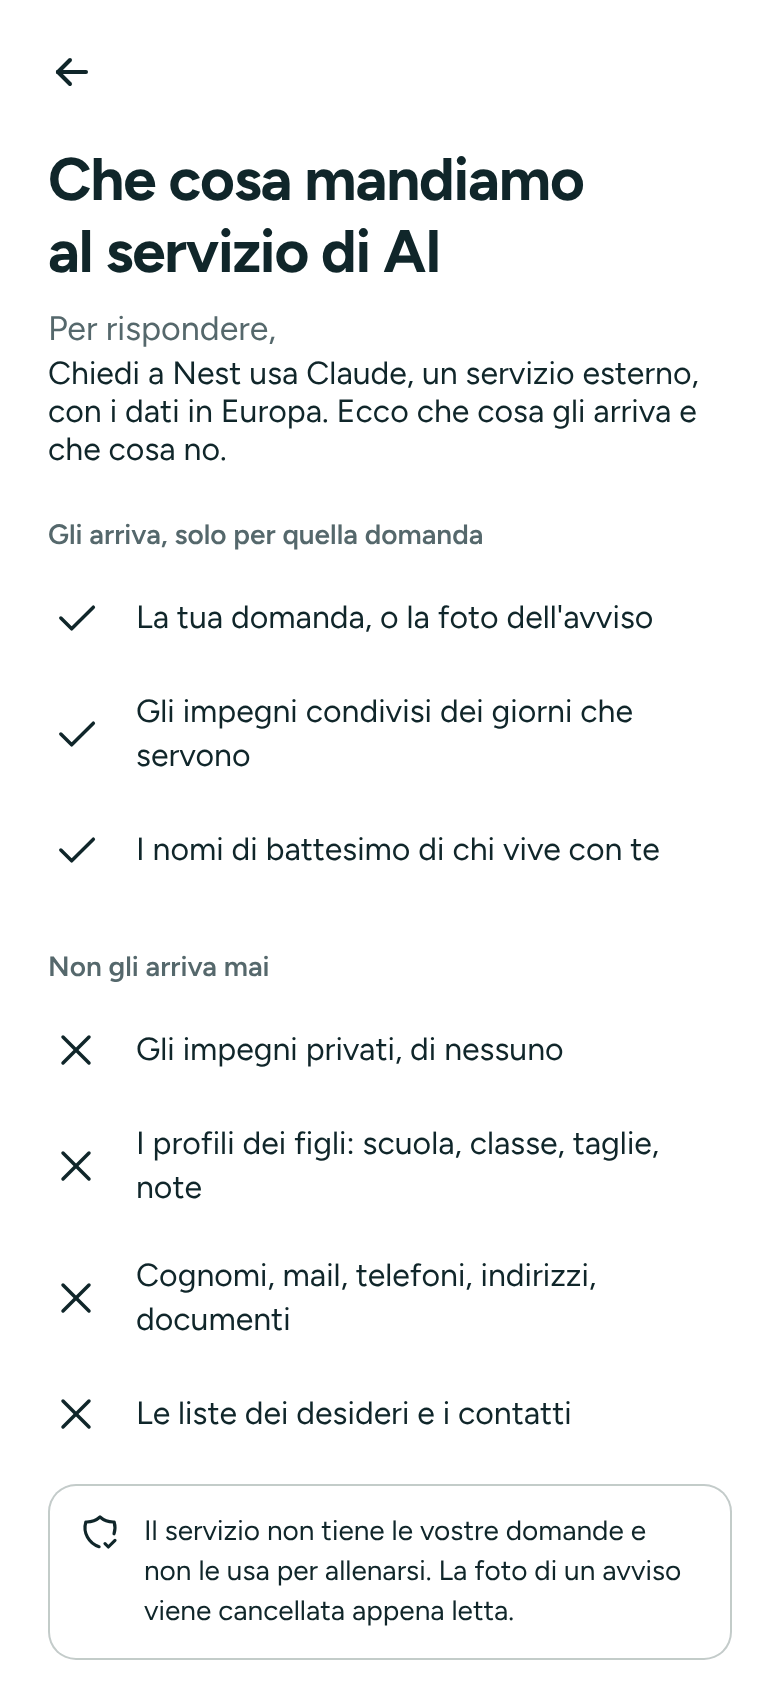 Che cosa mandiamo
al servizio di AI
Per rispondere,
Chiedi a Nest usa Claude, un servizio esterno,
con i dati in Europa. Ecco che cosa gli arriva e
che cosa no.
Gli arriva, solo per quella domanda
La tua domanda, o la foto dell'avviso
Gli impegni condivisi dei giorni che
servono
I nomi di battesimo di chi vive con te
Non gli arriva mai
Gli impegni privati, di nessuno
I profili dei figli: scuola, classe, taglie,
note
Cognomi, mail, telefoni, indirizzi,
documenti
Le liste dei desideri e i contatti
Il servizio non tiene le vostre domande e
non le usa per allenarsi. La foto di un avviso
viene cancellata appena letta.